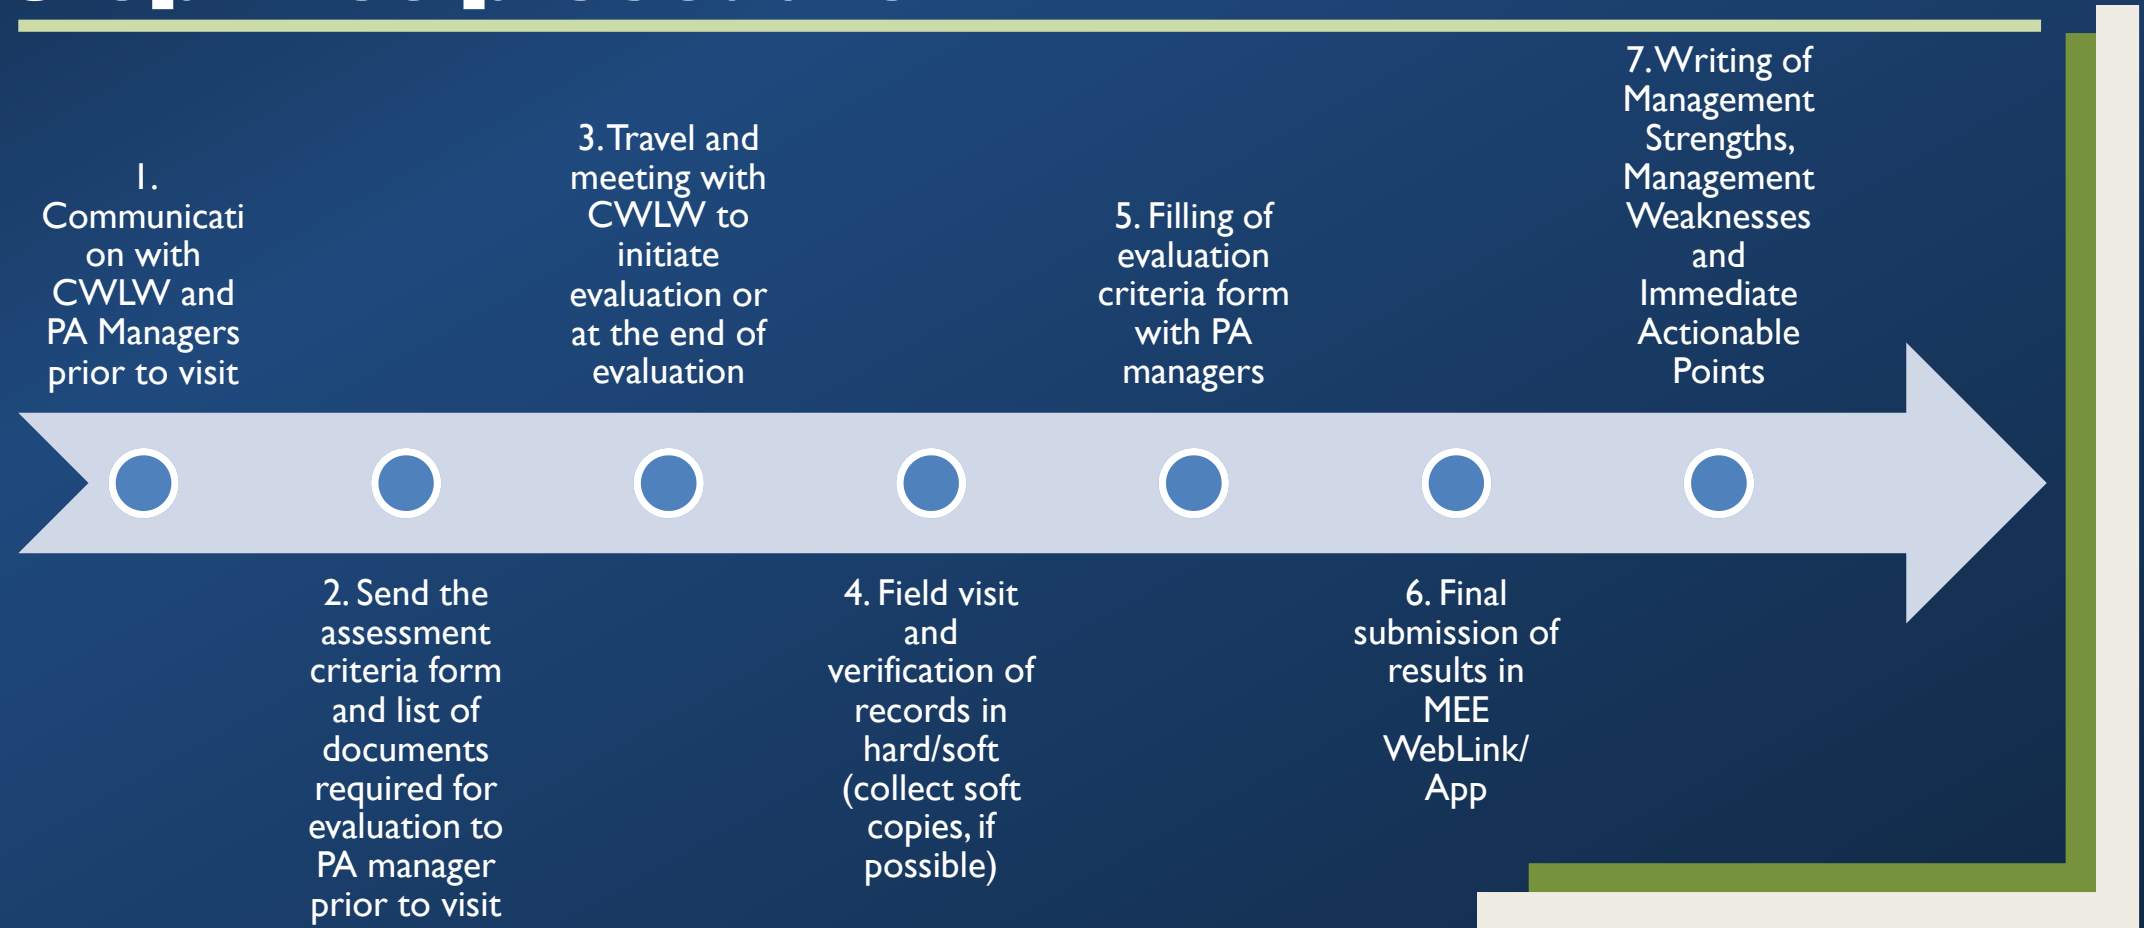 1.
Communicati
on with
CWLW and
PA Managers
prior to visit
2. Send the
assessment
criteria form
and list of
documents
required for
evaluation to
PA manager
prior to visit
3. Travel and
meeting with
CWLW to
initiate
evaluation or
at the end of
evaluation
4. Field visit
and
verification of
records in
hard/soft
(collect soft
copies, if
possible)
5. Filling of
evaluation
criteria form
with PA
managers
6. Final
submission of
results in
MEE
WebLink/
App
7. Writing of
Management
Strengths,
Management
Weaknesses
and
Immediate
Actionable
Points